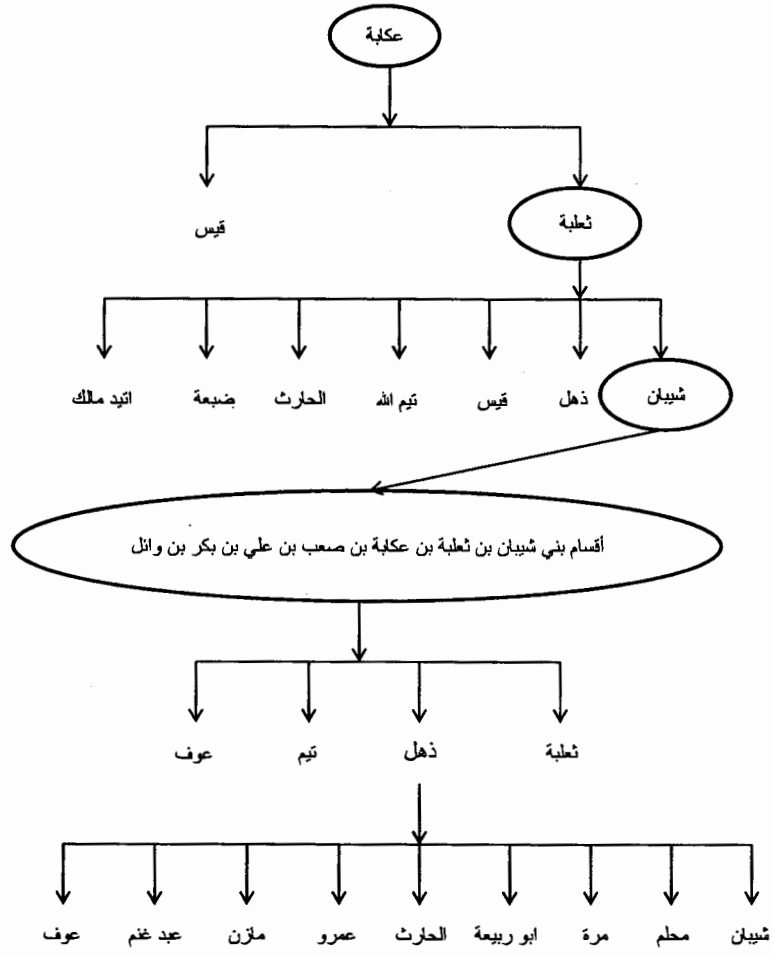 عكابة
ثعلبة قيس
شيبان ذهل قيس تيم الله الحارث ضبعة اتيد مالك
أقسام بني شيبان بن ثعلبة بن عكابة بن صعب بن علي بن بكر بن وائل
ثعلبة ذهل تيم عوف
شيبان محلم مرة ابو ربيعة الحارث عمرو مازن عبد غنم عوف